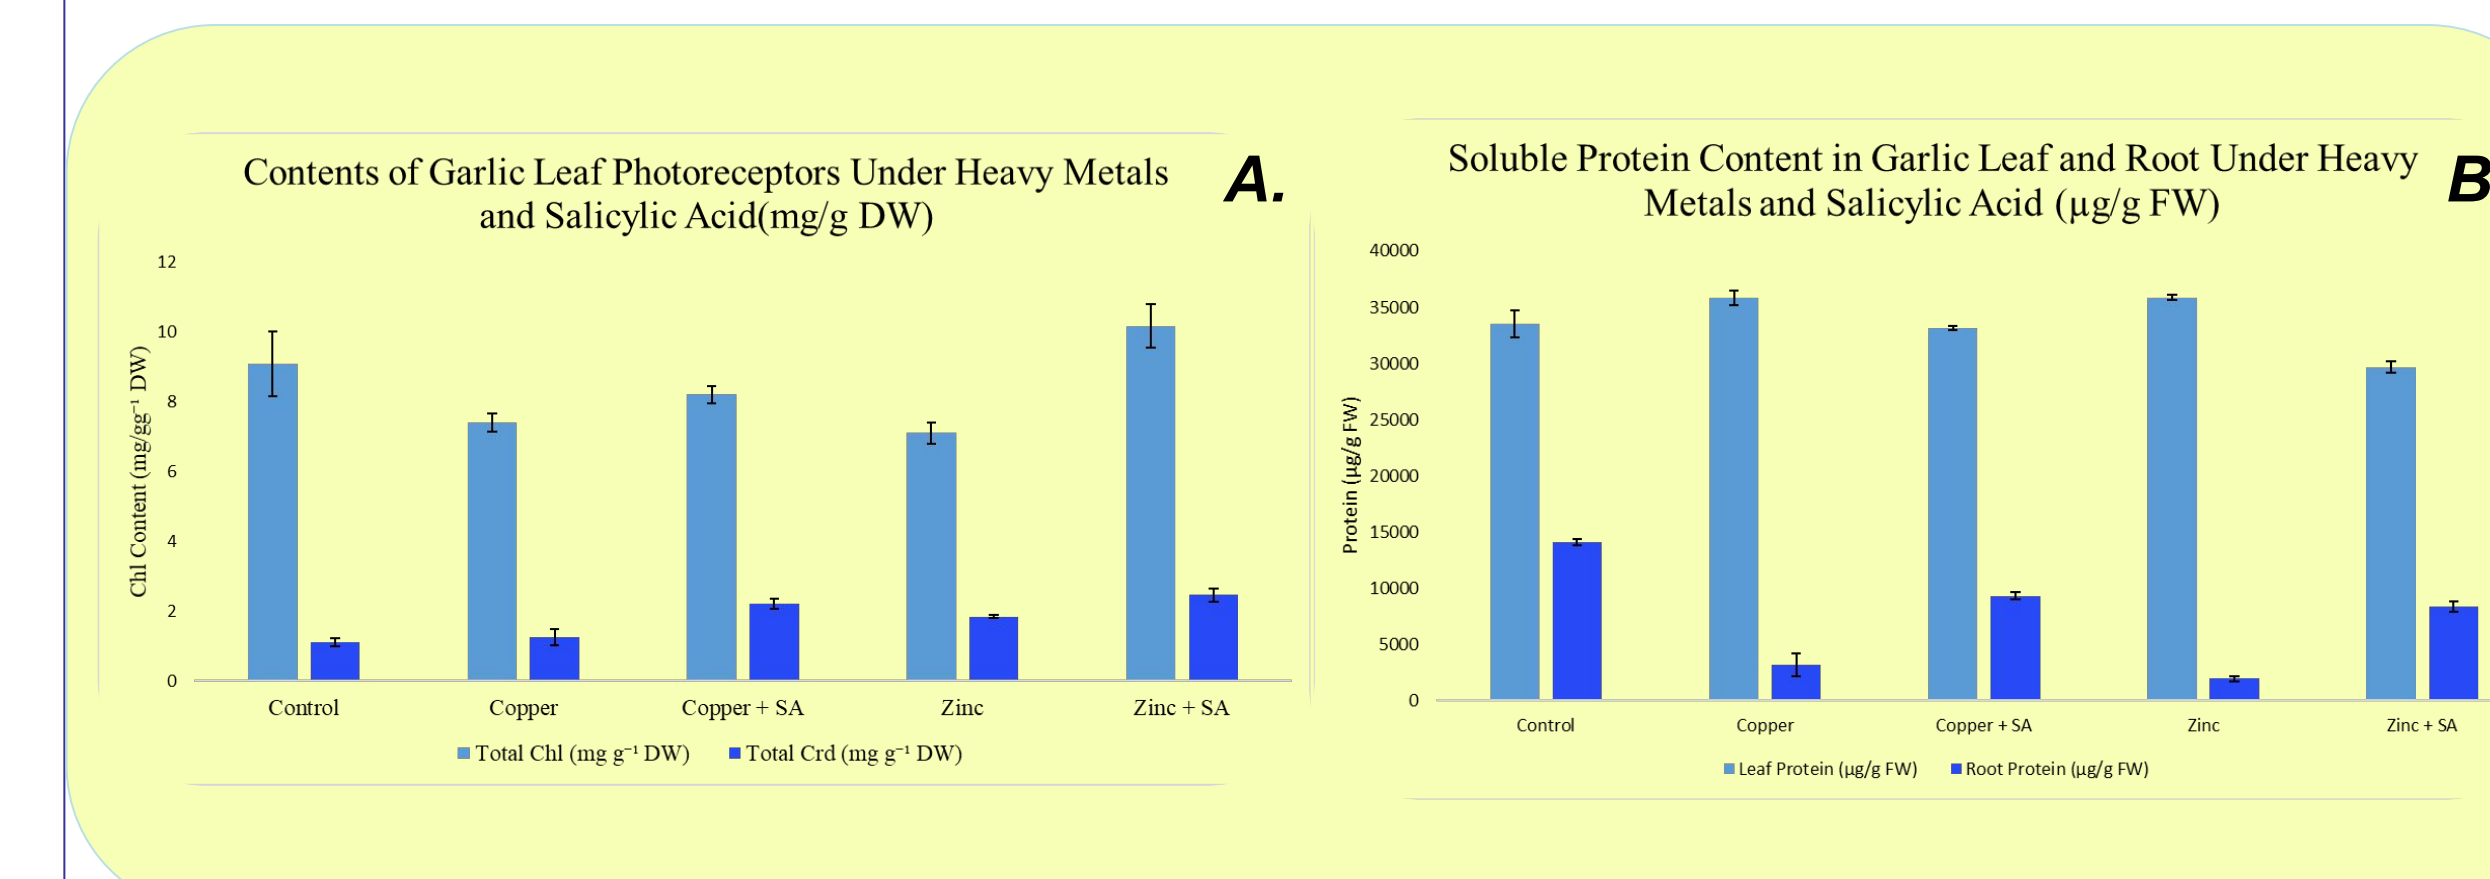 Contents of Garlic Leaf Photoreceptors Under Heavy Metals
and Salicylic Acid(mg/g DW)
A.
12
10
8
6
4
2
0
Chl Content (mg/gg⁻¹ DW)
Control
Copper
Copper + SA
Zinc
Zinc + SA
Total Chl (mg g⁻¹ DW)
Total Crd (mg g⁻¹ DW)
Soluble Protein Content in Garlic Leaf and Root Under Heavy
Metals and Salicylic Acid (µg/g FW)
B
40000
35000
30000
25000
20000
15000
10000
5000
0
Protein (µg/g FW)
Control
Copper
Copper + SA
Zinc
Zinc + SA
Leaf Protein (µg/g FW)
Root Protein (µg/g FW)